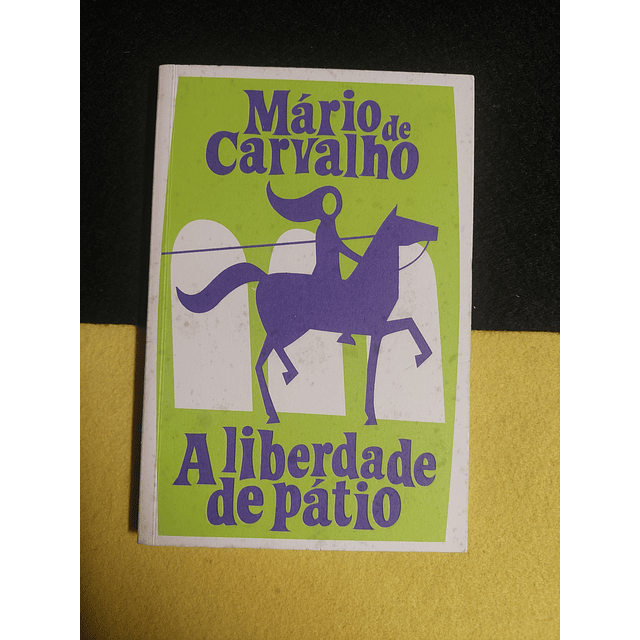 Mário de
Carvalho
A liberdade
de pátio